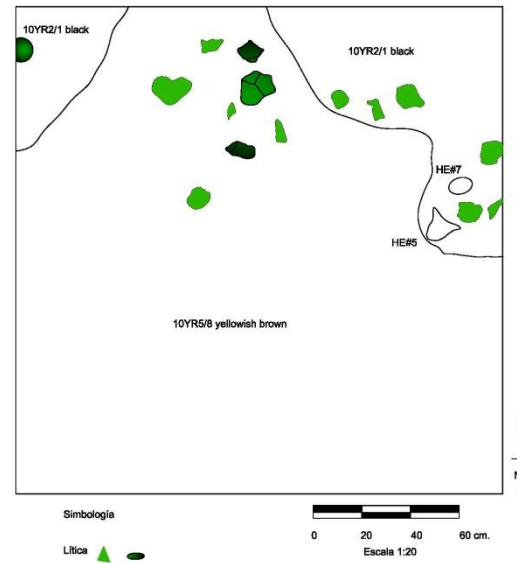 10YR2/1 black
10YR2/1 black
HE#7
HE#5
10YR5/8 yellowish brown
Simbología
0 20 40 60 cm.
Lítica
Escala 1:20